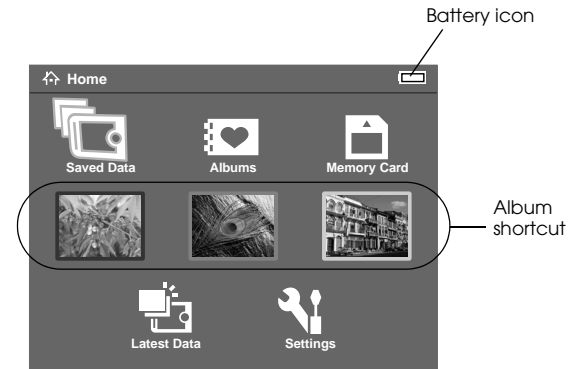 Battery icon
Home
Saved Data
Albums
Memory Card
Album
shortcut
Latest Data
Settings